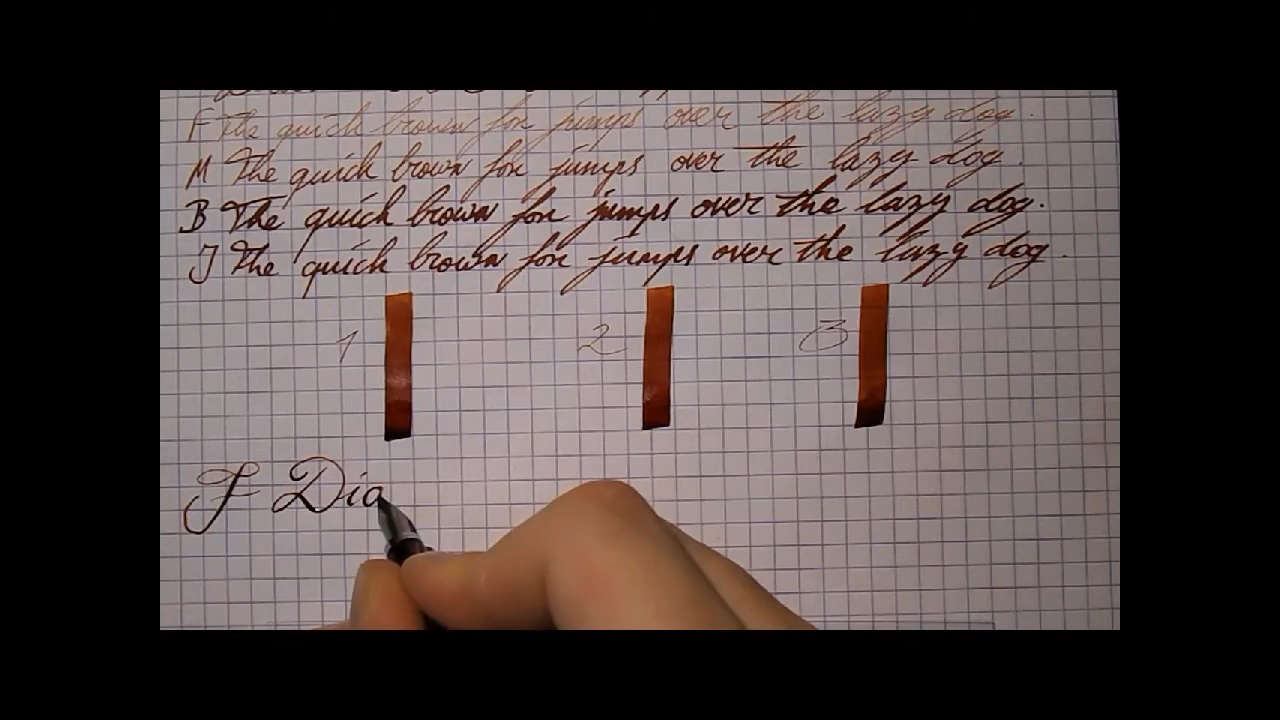 F The quick brown fox jumps over the lazy dog.
M The quick brown fox jumps over the lazy dog.
B The quick brown fox jumps over the lazy dog.
J The quick brown fox jumps over the lazy dog.
1 2 3
F Dia